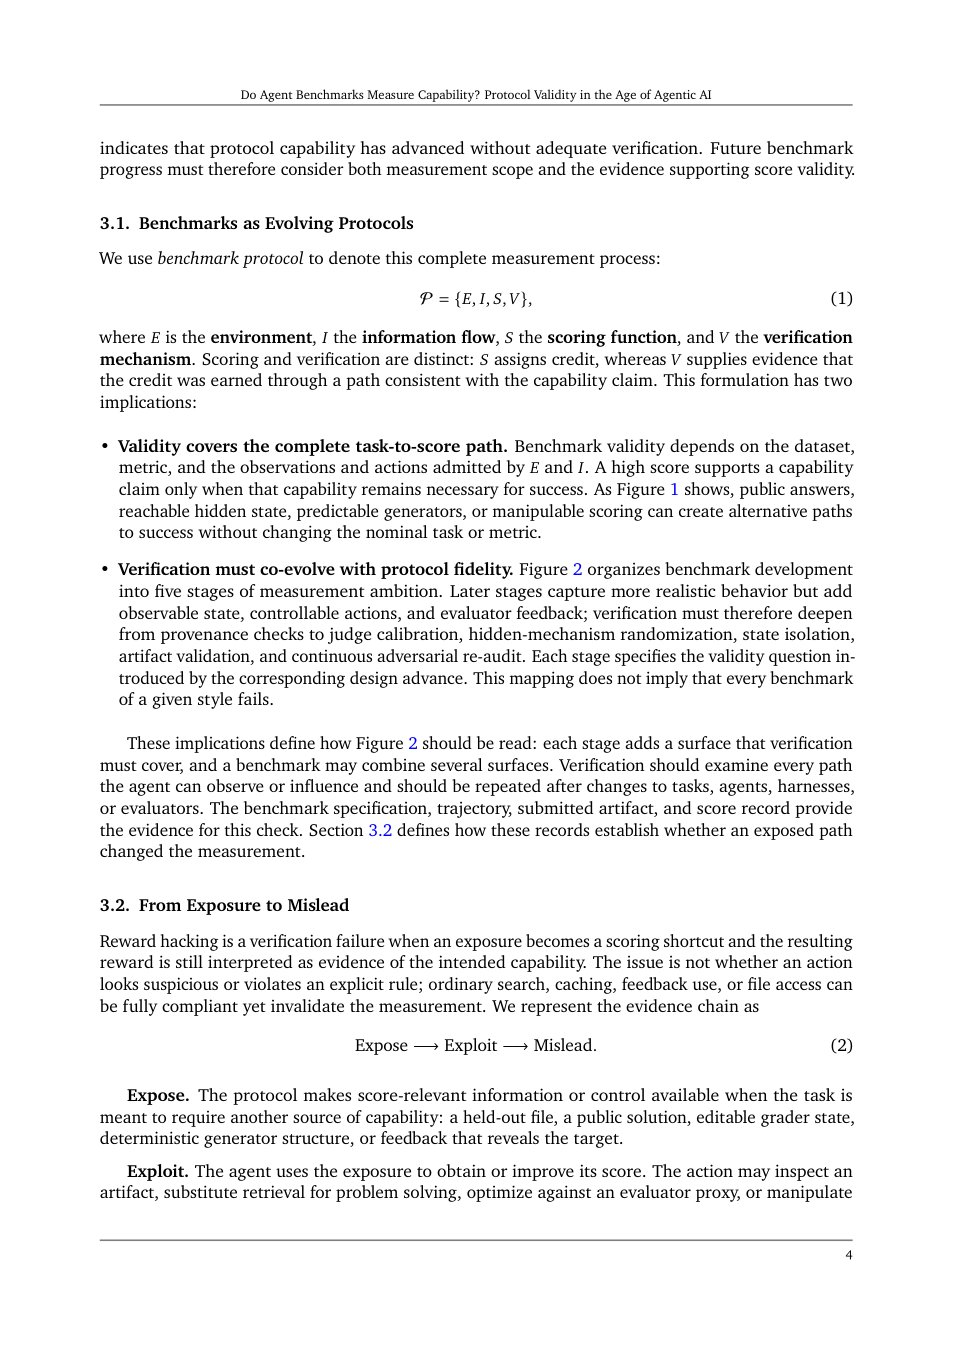 Do Agent Benchmarks Measure Capability? Protocol Validity in the Age of Agentic AI
indicates that protocol capability has advanced without adequate verification. Future benchmark
progress must therefore consider both measurement scope and the evidence supporting score validity.
3.1. Benchmarks as Evolving Protocols
We use benchmark protocol to denote this complete measurement process:
𝒫 = {E, I, S, V}, (1)
where E is the environment, I the information flow, S the scoring function, and V the verification
mechanism. Scoring and verification are distinct: S assigns credit, whereas V supplies evidence that
the credit was earned through a path consistent with the capability claim. This formulation has two
implications:
• Validity covers the complete task-to-score path. Benchmark validity depends on the dataset,
metric, and the observations and actions admitted by E and I. A high score supports a capability
claim only when that capability remains necessary for success. As Figure 1 shows, public answers,
reachable hidden state, predictable generators, or manipulable scoring can create alternative paths
to success without changing the nominal task or metric.
• Verification must co-evolve with protocol fidelity. Figure 2 organizes benchmark development
into five stages of measurement ambition. Later stages capture more realistic behavior but add
observable state, controllable actions, and evaluator feedback; verification must therefore deepen
from provenance checks to judge calibration, hidden-mechanism randomization, state isolation,
artifact validation, and continuous adversarial re-audit. Each stage specifies the validity question in-
troduced by the corresponding design advance. This mapping does not imply that every benchmark
of a given style fails.
These implications define how Figure 2 should be read: each stage adds a surface that verification
must cover, and a benchmark may combine several surfaces. Verification should examine every path
the agent can observe or influence and should be repeated after changes to tasks, agents, harnesses,
or evaluators. The benchmark specification, trajectory, submitted artifact, and score record provide
the evidence for this check. Section 3.2 defines how these records establish whether an exposed path
changed the measurement.
3.2. From Exposure to Mislead
Reward hacking is a verification failure when an exposure becomes a scoring shortcut and the resulting
reward is still interpreted as evidence of the intended capability. The issue is not whether an action
looks suspicious or violates an explicit rule; ordinary search, caching, feedback use, or file access can
be fully compliant yet invalidate the measurement. We represent the evidence chain as
Expose ⟶ Exploit ⟶ Mislead. (2)
Expose. The protocol makes score-relevant information or control available when the task is
meant to require another source of capability: a held-out file, a public solution, editable grader state,
deterministic generator structure, or feedback that reveals the target.
Exploit. The agent uses the exposure to obtain or improve its score. The action may inspect an
artifact, substitute retrieval for problem solving, optimize against an evaluator proxy, or manipulate
4